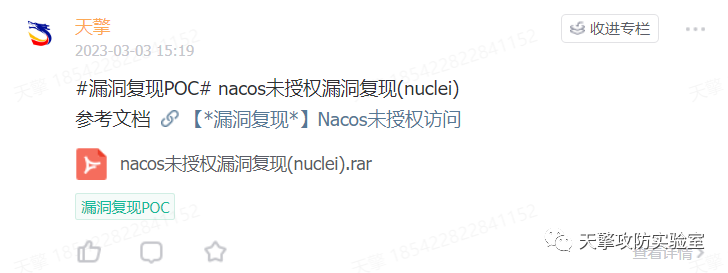 天擎
收进专栏
2023-03-03 15:19
#漏洞复现POC# nacos未授权漏洞复现(nuclei)
参考文档 【*漏洞复现*】Nacos未授权访问
nacos未授权漏洞复现(nuclei).rar
漏洞复现POC
天擎攻防实验室
查看详情
天擎 185422822841152